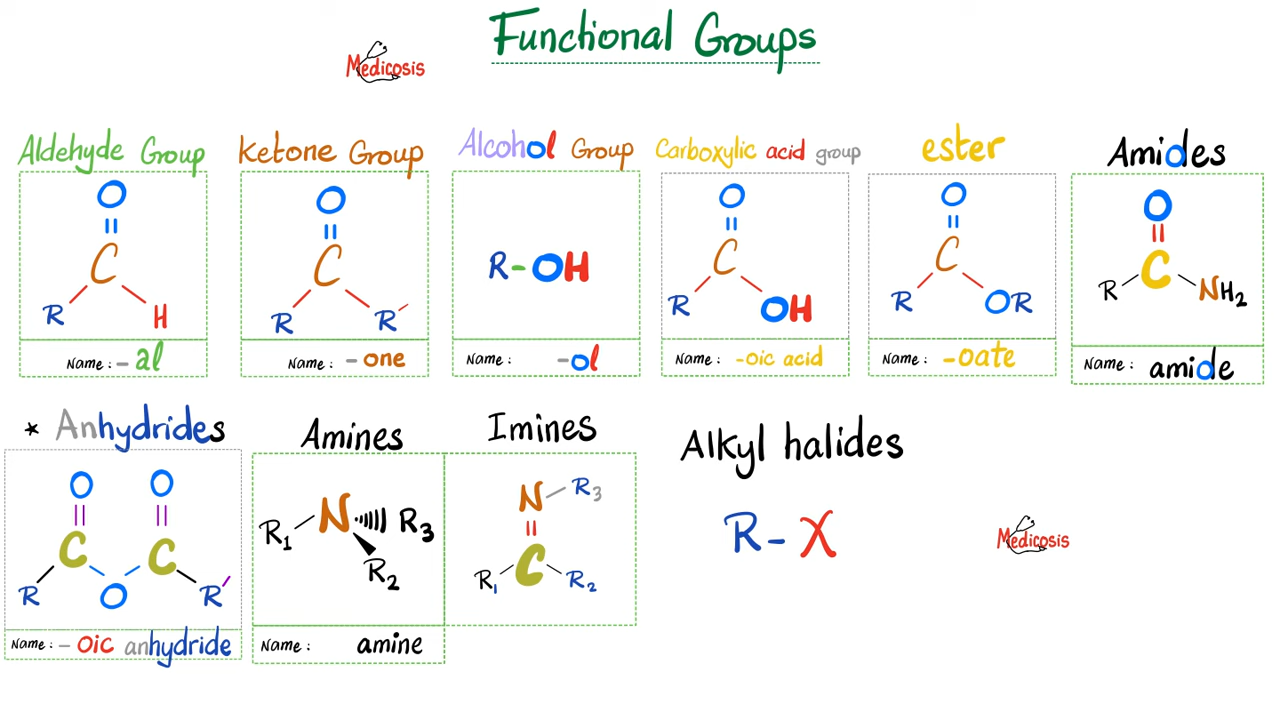 Functional Groups
Medicosis
Aldehyde Group
O
C
R
H
Name: - al
Ketone Group
O
C
R
R'
Name: - one
Alcohol Group
R-OH
Name: -ol
Carboxylic acid group
O
C
R
OH
Name: -oic acid
ester
O
C
R
OR
Name: -oate
Amides
O
C
R
NH2
Name: amide
* Anhydrides
O O
C C
R O R'
Name: - oic anhydride
Amines
R1 N R3
R2
Name: amine
Imines
N R3
C
R1 R2
Alkyl halides
R - X
Medicosis